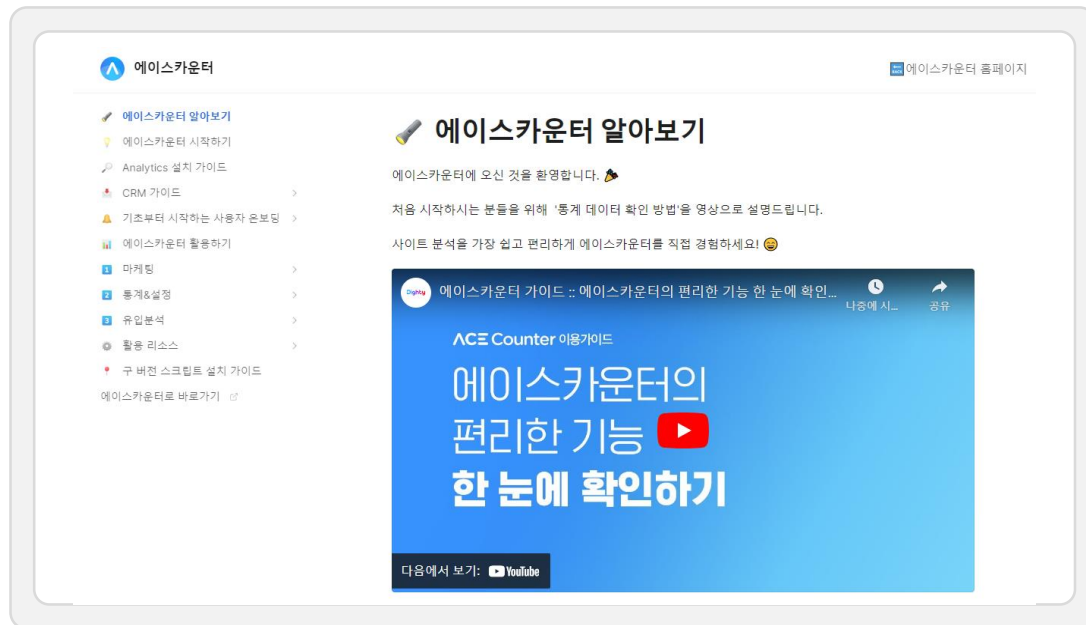 에이스카운터
에이스카운터 홈페이지
에이스카운터 알아보기
에이스카운터 시작하기
Analytics 설치 가이드
CRM 가이드
기초부터 시작하는 사용자 온보딩
에이스카운터 활용하기
1 마케팅
2 통계&설정
3 유입분석
활용 리소스
구 버전 스크립트 설치 가이드
에이스카운터로 바로가기
에이스카운터 알아보기
에이스카운터에 오신 것을 환영합니다.
처음 시작하시는 분들을 위해 '통계 데이터 확인 방법'을 영상으로 설명드립니다.
사이트 분석을 가장 쉽고 편리하게 에이스카운터를 직접 경험하세요!
Dighty
에이스카운터 가이드 :: 에이스카운터의 편리한 기능 한 눈에 확인...
나중에 시...
공유
ACE Counter 이용가이드
에이스카운터의
편리한 기능
한 눈에 확인하기
다음에서 보기: YouTube